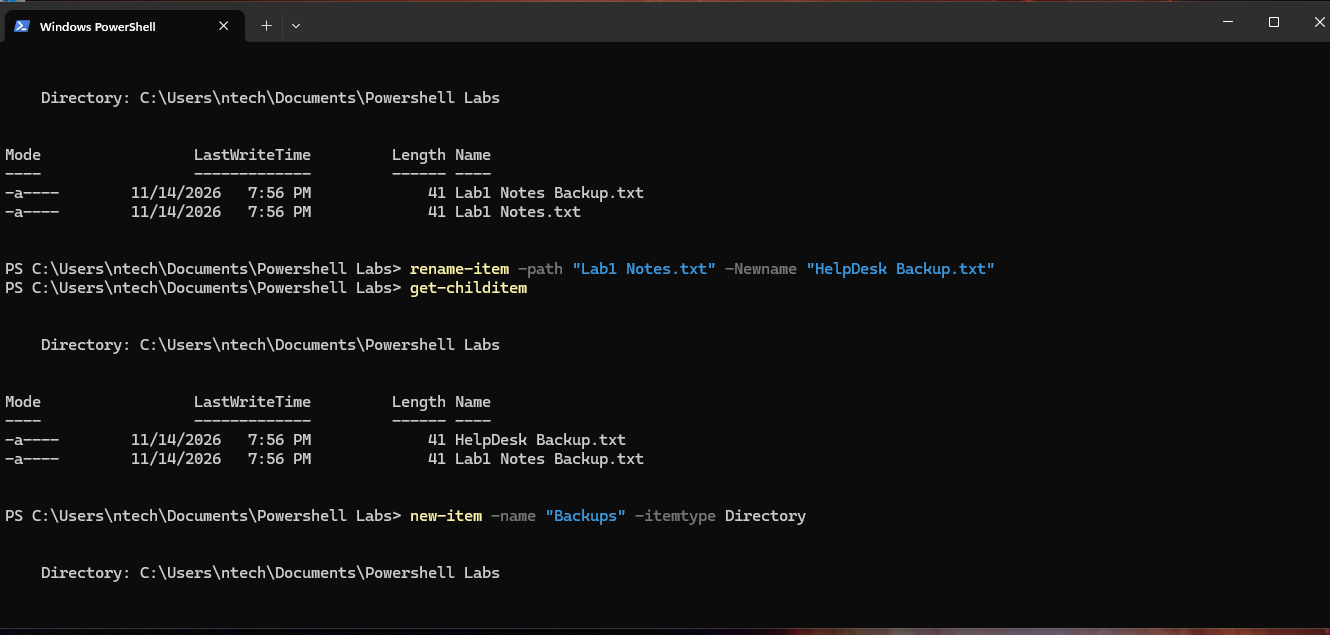 Windows PowerShell
Directory: C:\Users\ntech\Documents\Powershell Labs
Mode                 LastWriteTime         Length Name
----                 -------------         ------ ----
-a----        11/14/2026   7:56 PM             41 Lab1 Notes Backup.txt
-a----        11/14/2026   7:56 PM             41 Lab1 Notes.txt
PS C:\Users\ntech\Documents\Powershell Labs> rename-item -path "Lab1 Notes.txt" -Newname "HelpDesk Backup.txt"
PS C:\Users\ntech\Documents\Powershell Labs> get-childitem
Directory: C:\Users\ntech\Documents\Powershell Labs
Mode                 LastWriteTime         Length Name
----                 -------------         ------ ----
-a----        11/14/2026   7:56 PM             41 HelpDesk Backup.txt
-a----        11/14/2026   7:56 PM             41 Lab1 Notes Backup.txt
PS C:\Users\ntech\Documents\Powershell Labs> new-item -name "Backups" -itemtype Directory
Directory: C:\Users\ntech\Documents\Powershell Labs